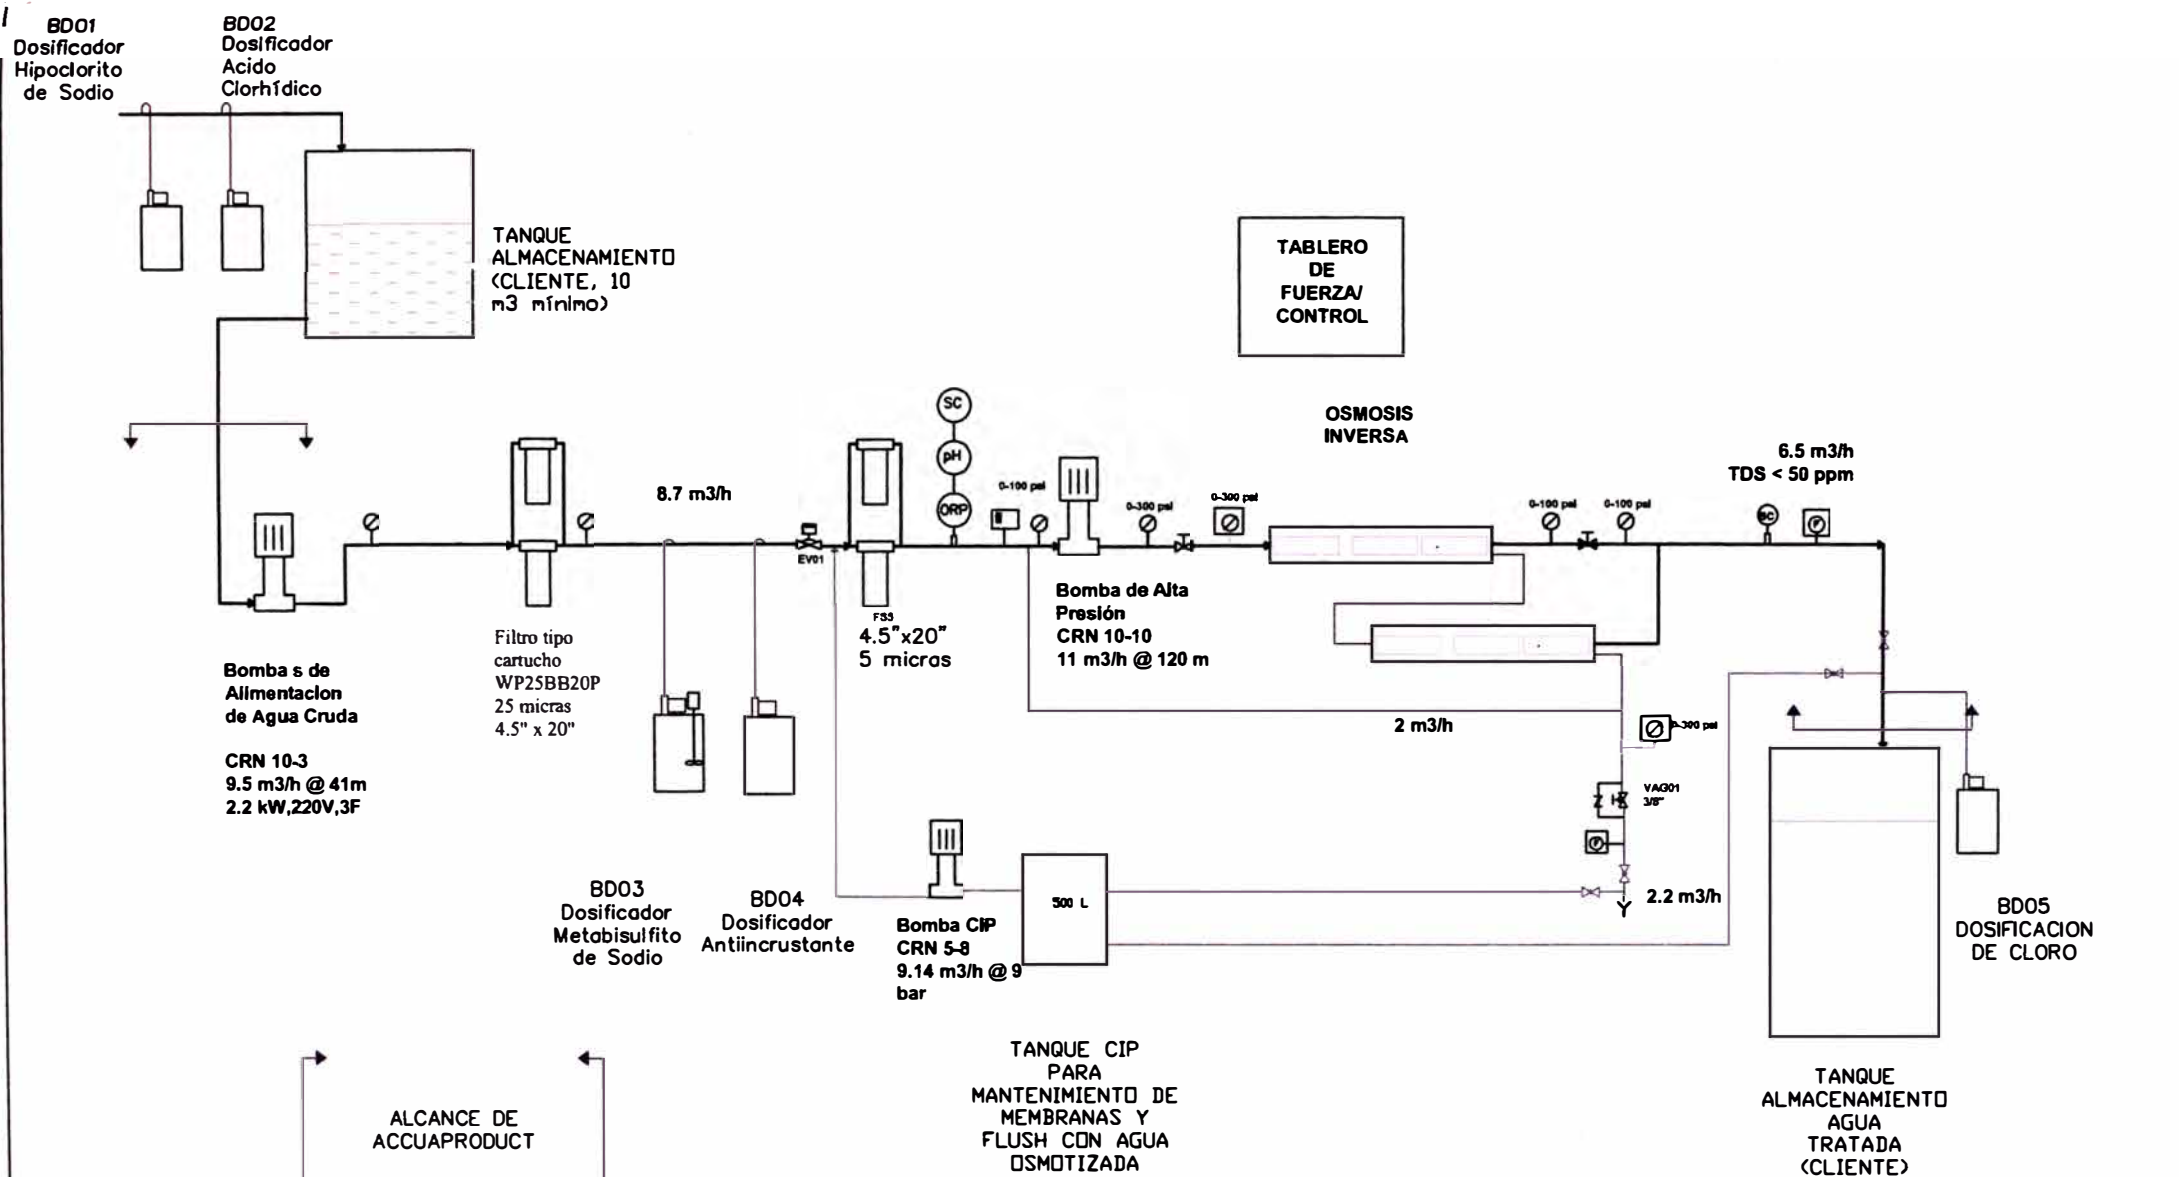 BD01
Dosificador
Hipoclorito
de Sodio
BD02
Dosificador
Acido
Clorhídico
TANQUE
ALMACENAMIENTO
(CLIENTE, 10
m3 mínimo)
TABLERO
DE
FUERZA/
CONTROL
OSMOSIS
INVERSA
6.5 m3/h
TDS < 50 ppm
8.7 m3/h
SC
pH
ORP
0-100 psi
0-300 psi
0-300 psi
0-100 psi
0-100 psi
SC
F
EV01
Bomba s de
Alimentacion
de Agua Cruda
CRN 10-3
9.5 m3/h @ 41m
2.2 kW,220V,3F
Filtro tipo
cartucho
WP25BB20P
25 micras
4.5" x 20"
FS3
4.5"x20"
5 micras
Bomba de Alta
Presión
CRN 10-10
11 m3/h @ 120 m
2 m3/h
0-300 psi
VAG01
3/8"
F
2.2 m3/h
BD03
Dosificador
Metabisulfito
de Sodio
BD04
Dosificador
Antiincrustante
Bomba CIP
CRN 5-8
9.14 m3/h @ 9
bar
500 L
BD05
DOSIFICACION
DE CLORO
TANQUE CIP
PARA
MANTENIMIENTO DE
MEMBRANAS Y
FLUSH CON AGUA
OSMOTIZADA
ALCANCE DE
ACCUAPRODUCT
TANQUE
ALMACENAMIENTO
AGUA
TRATADA
(CLIENTE)